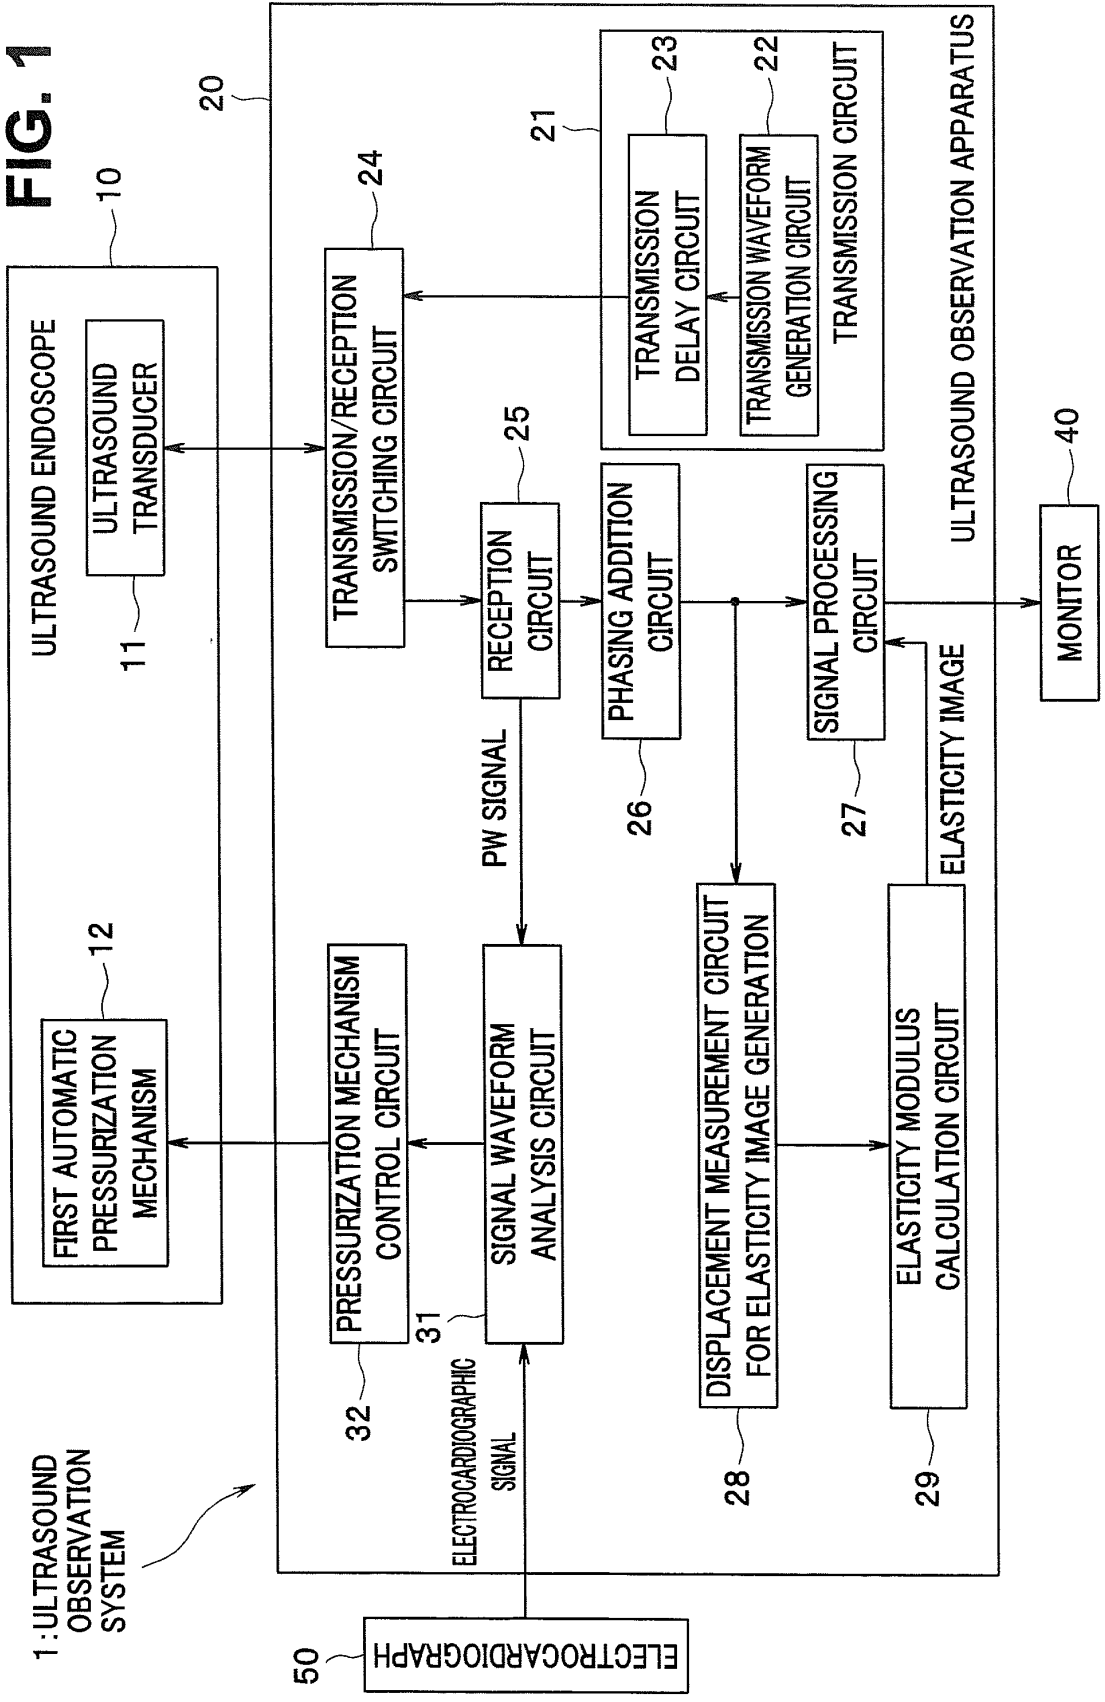 FIG. 1
1:ULTRASOUND
OBSERVATION
SYSTEM
10
ULTRASOUND ENDOSCOPE
12
FIRST AUTOMATIC
PRESSURIZATION
MECHANISM
11
ULTRASOUND
TRANSDUCER
20
32
PRESSURIZATION MECHANISM
CONTROL CIRCUIT
24
TRANSMISSION/RECEPTION
SWITCHING CIRCUIT
50
ELECTROCARDIOGRAPH
ELECTROCARDIOGRAPHIC
SIGNAL
31
SIGNAL WAVEFORM
ANALYSIS CIRCUIT
PW SIGNAL
25
RECEPTION
CIRCUIT
26
PHASING ADDITION
CIRCUIT
21
23
TRANSMISSION
DELAY CIRCUIT
22
TRANSMISSION WAVEFORM
GENERATION CIRCUIT
TRANSMISSION CIRCUIT
28
DISPLACEMENT MEASUREMENT CIRCUIT
FOR ELASTICITY IMAGE GENERATION
27
SIGNAL PROCESSING
CIRCUIT
29
ELASTICITY MODULUS
CALCULATION CIRCUIT
ELASTICITY IMAGE
ULTRASOUND OBSERVATION APPARATUS
40
MONITOR